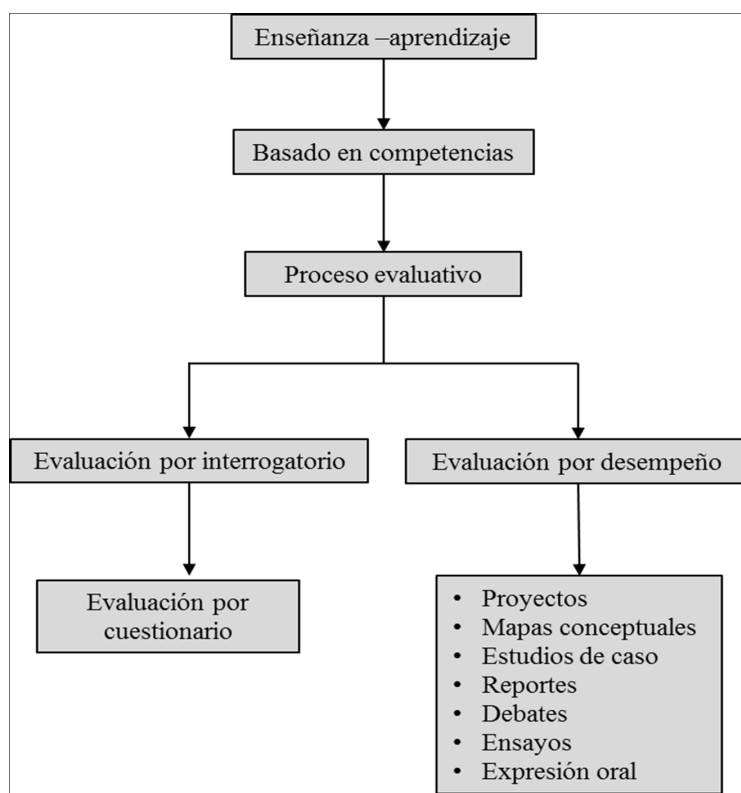 Enseñanza –aprendizaje
Basado en competencias
Proceso evaluativo
Evaluación por interrogatorio
Evaluación por desempeño
Evaluación por
cuestionario
• Proyectos
• Mapas conceptuales
• Estudios de caso
• Reportes
• Debates
• Ensayos
• Expresión oral